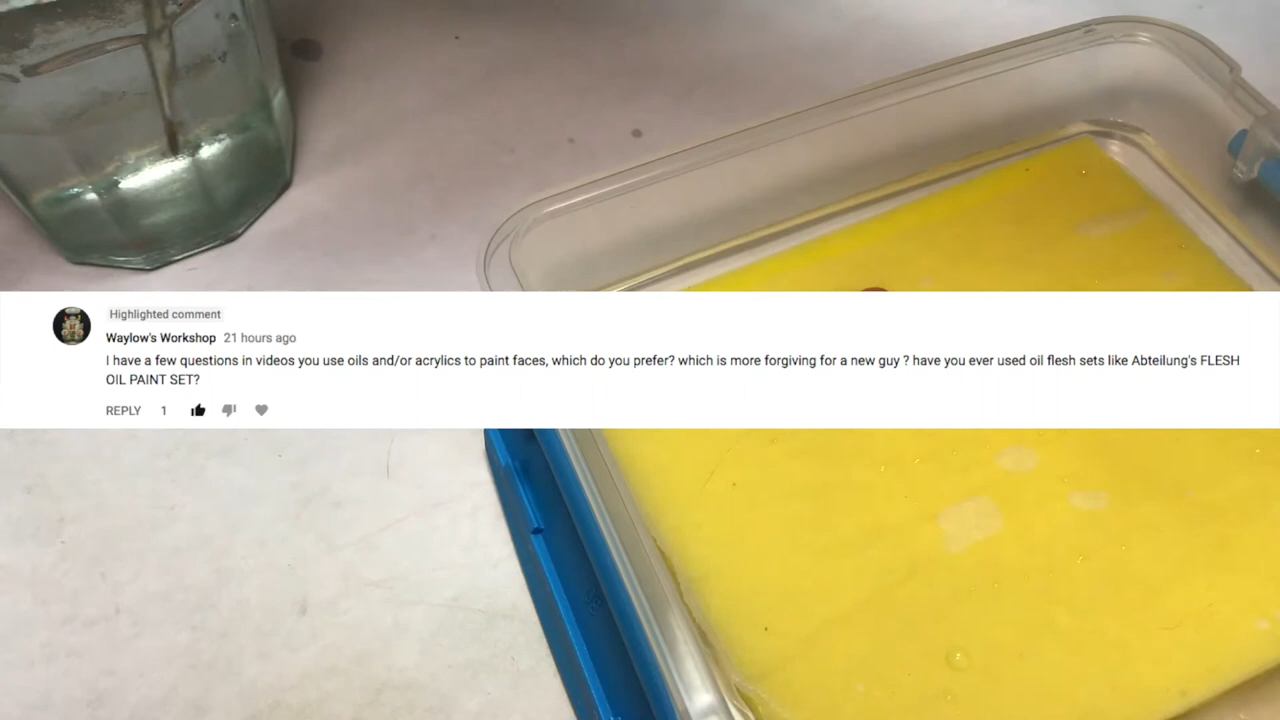 Highlighted comment
Waylow's Workshop 21 hours ago
I have a few questions in videos you use oils and/or acrylics to paint faces, which do you prefer? which is more forgiving for a new guy ? have you ever used oil flesh sets like Abteilung's FLESH
OIL PAINT SET?
REPLY 1